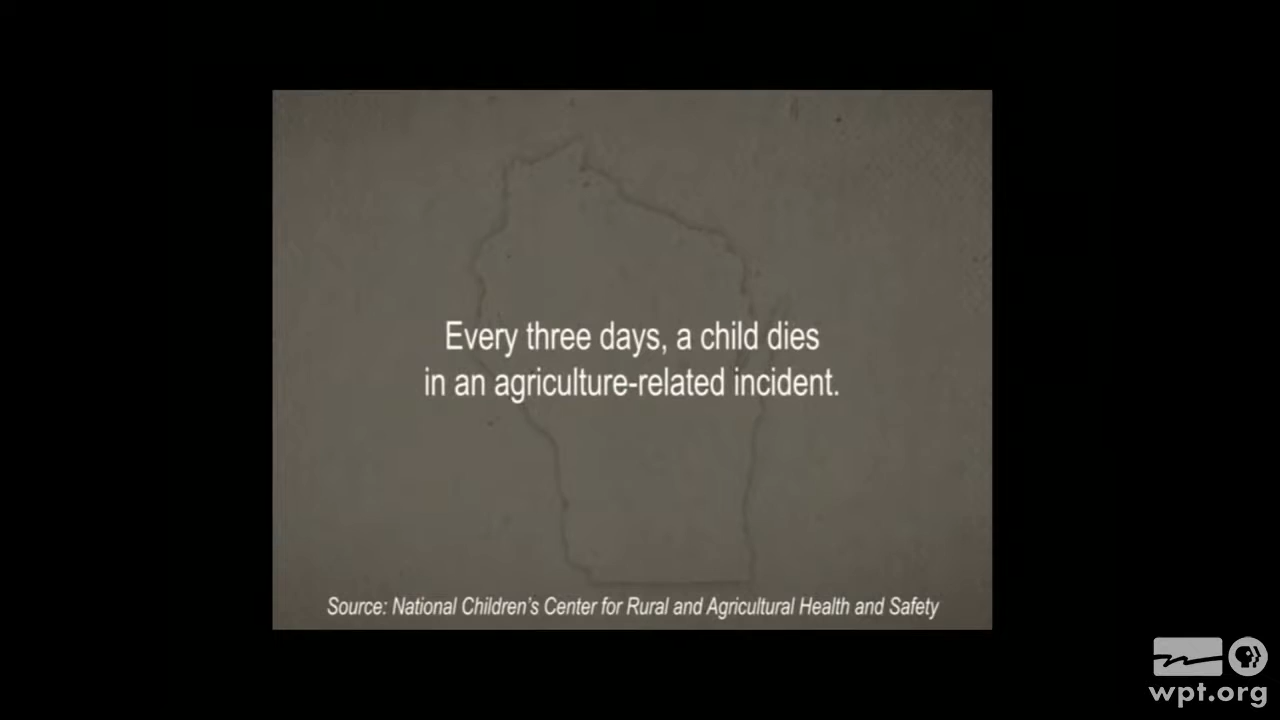 Every three days, a child dies
in an agriculture-related incident.
Source: National Children's Center for Rural and Agricultural Health and Safety
wpt.org